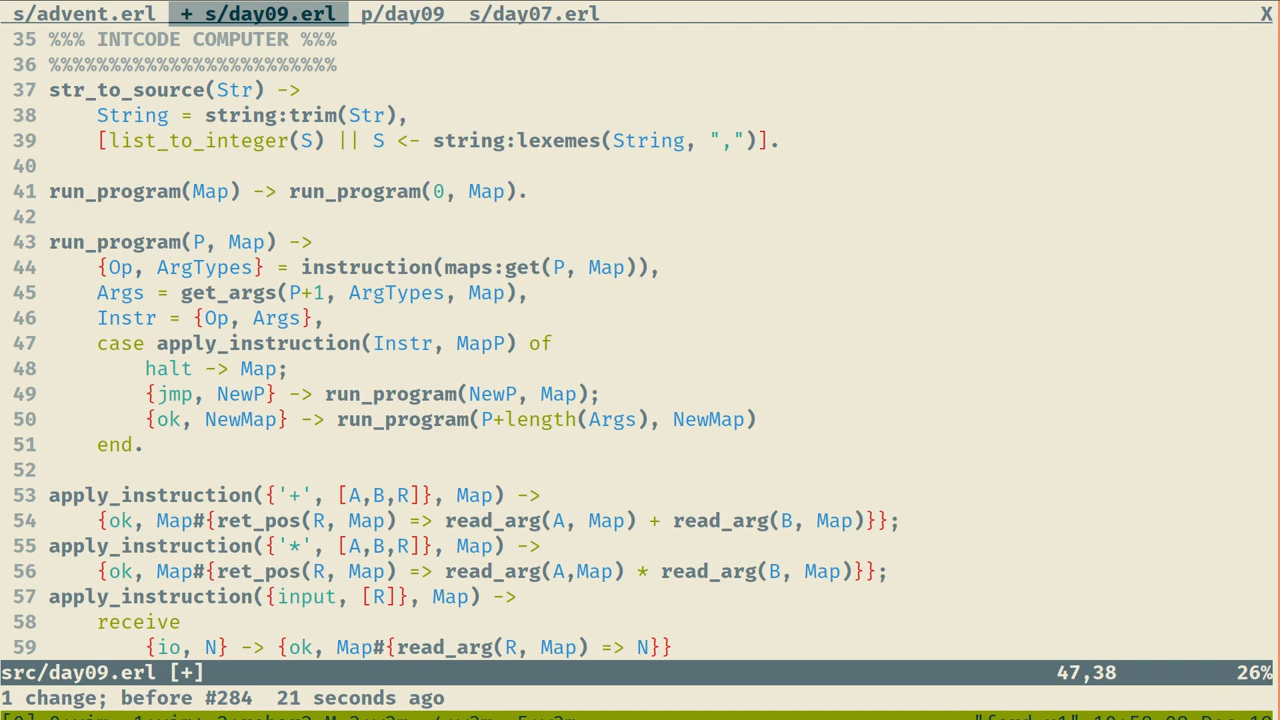 s/advent.erl  + s/day09.erl  p/day09  s/day07.erl  X
35 %%% INTCODE COMPUTER %%%
36 %%%%%%%%%%%%%%%%%%%%%%%%
37 str_to_source(Str) ->
38     String = string:trim(Str),
39     [list_to_integer(S) || S <- string:lexemes(String, ",")].
40
41 run_program(Map) -> run_program(0, Map).
42
43 run_program(P, Map) ->
44     {Op, ArgTypes} = instruction(maps:get(P, Map)),
45     Args = get_args(P+1, ArgTypes, Map),
46     Instr = {Op, Args},
47     case apply_instruction(Instr, MapP) of
48         halt -> Map;
49         {jmp, NewP} -> run_program(NewP, Map);
50         {ok, NewMap} -> run_program(P+length(Args), NewMap)
51     end.
52
53 apply_instruction({'+', [A,B,R]}, Map) ->
54     {ok, Map#{ret_pos(R, Map) => read_arg(A, Map) + read_arg(B, Map)}};
55 apply_instruction({'*', [A,B,R]}, Map) ->
56     {ok, Map#{ret_pos(R, Map) => read_arg(A,Map) * read_arg(B, Map)}};
57 apply_instruction({input, [R]}, Map) ->
58     receive
59         {io, N} -> {ok, Map#{read_arg(R, Map) => N}}
src/day09.erl [+]  47,38  26%
1 change; before #284  21 seconds ago